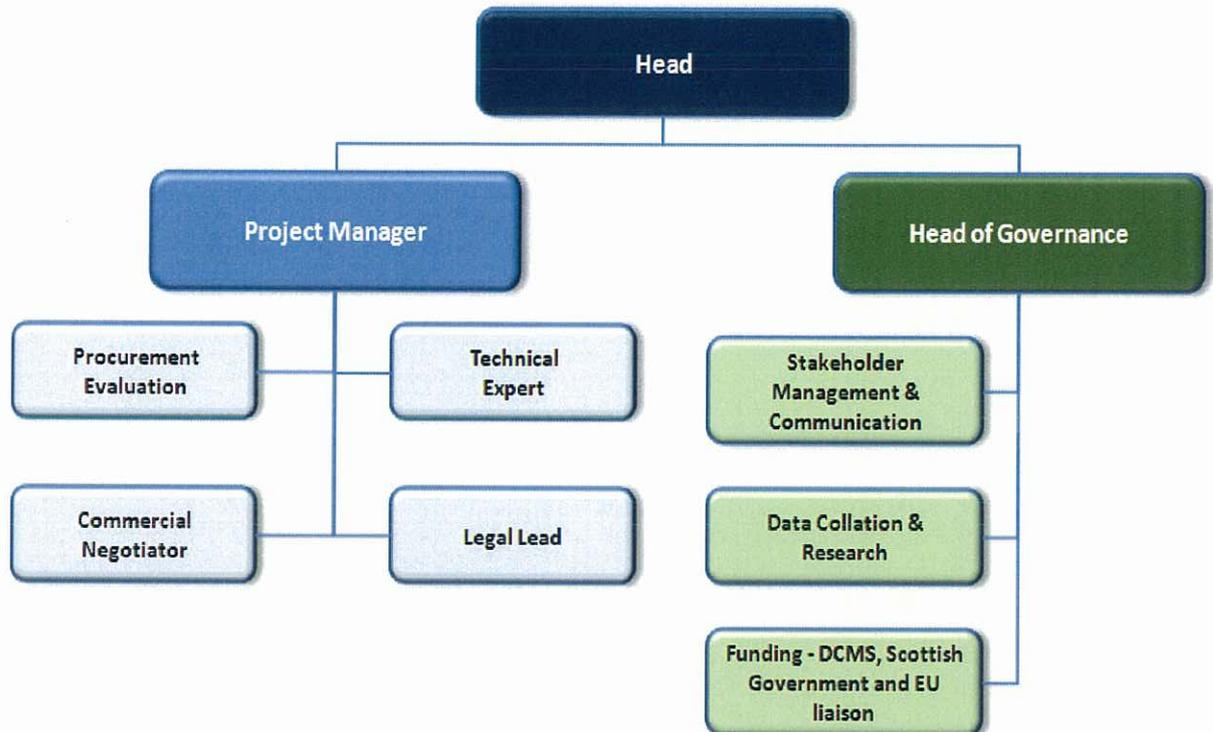 Head
Project Manager
Head of Governance
Procurement
Evaluation
Technical
Expert
Commercial
Negotiator
Legal Lead
Stakeholder
Management &
Communication
Data Collation &
Research
Funding - DCMS, Scottish
Government and EU
liaison